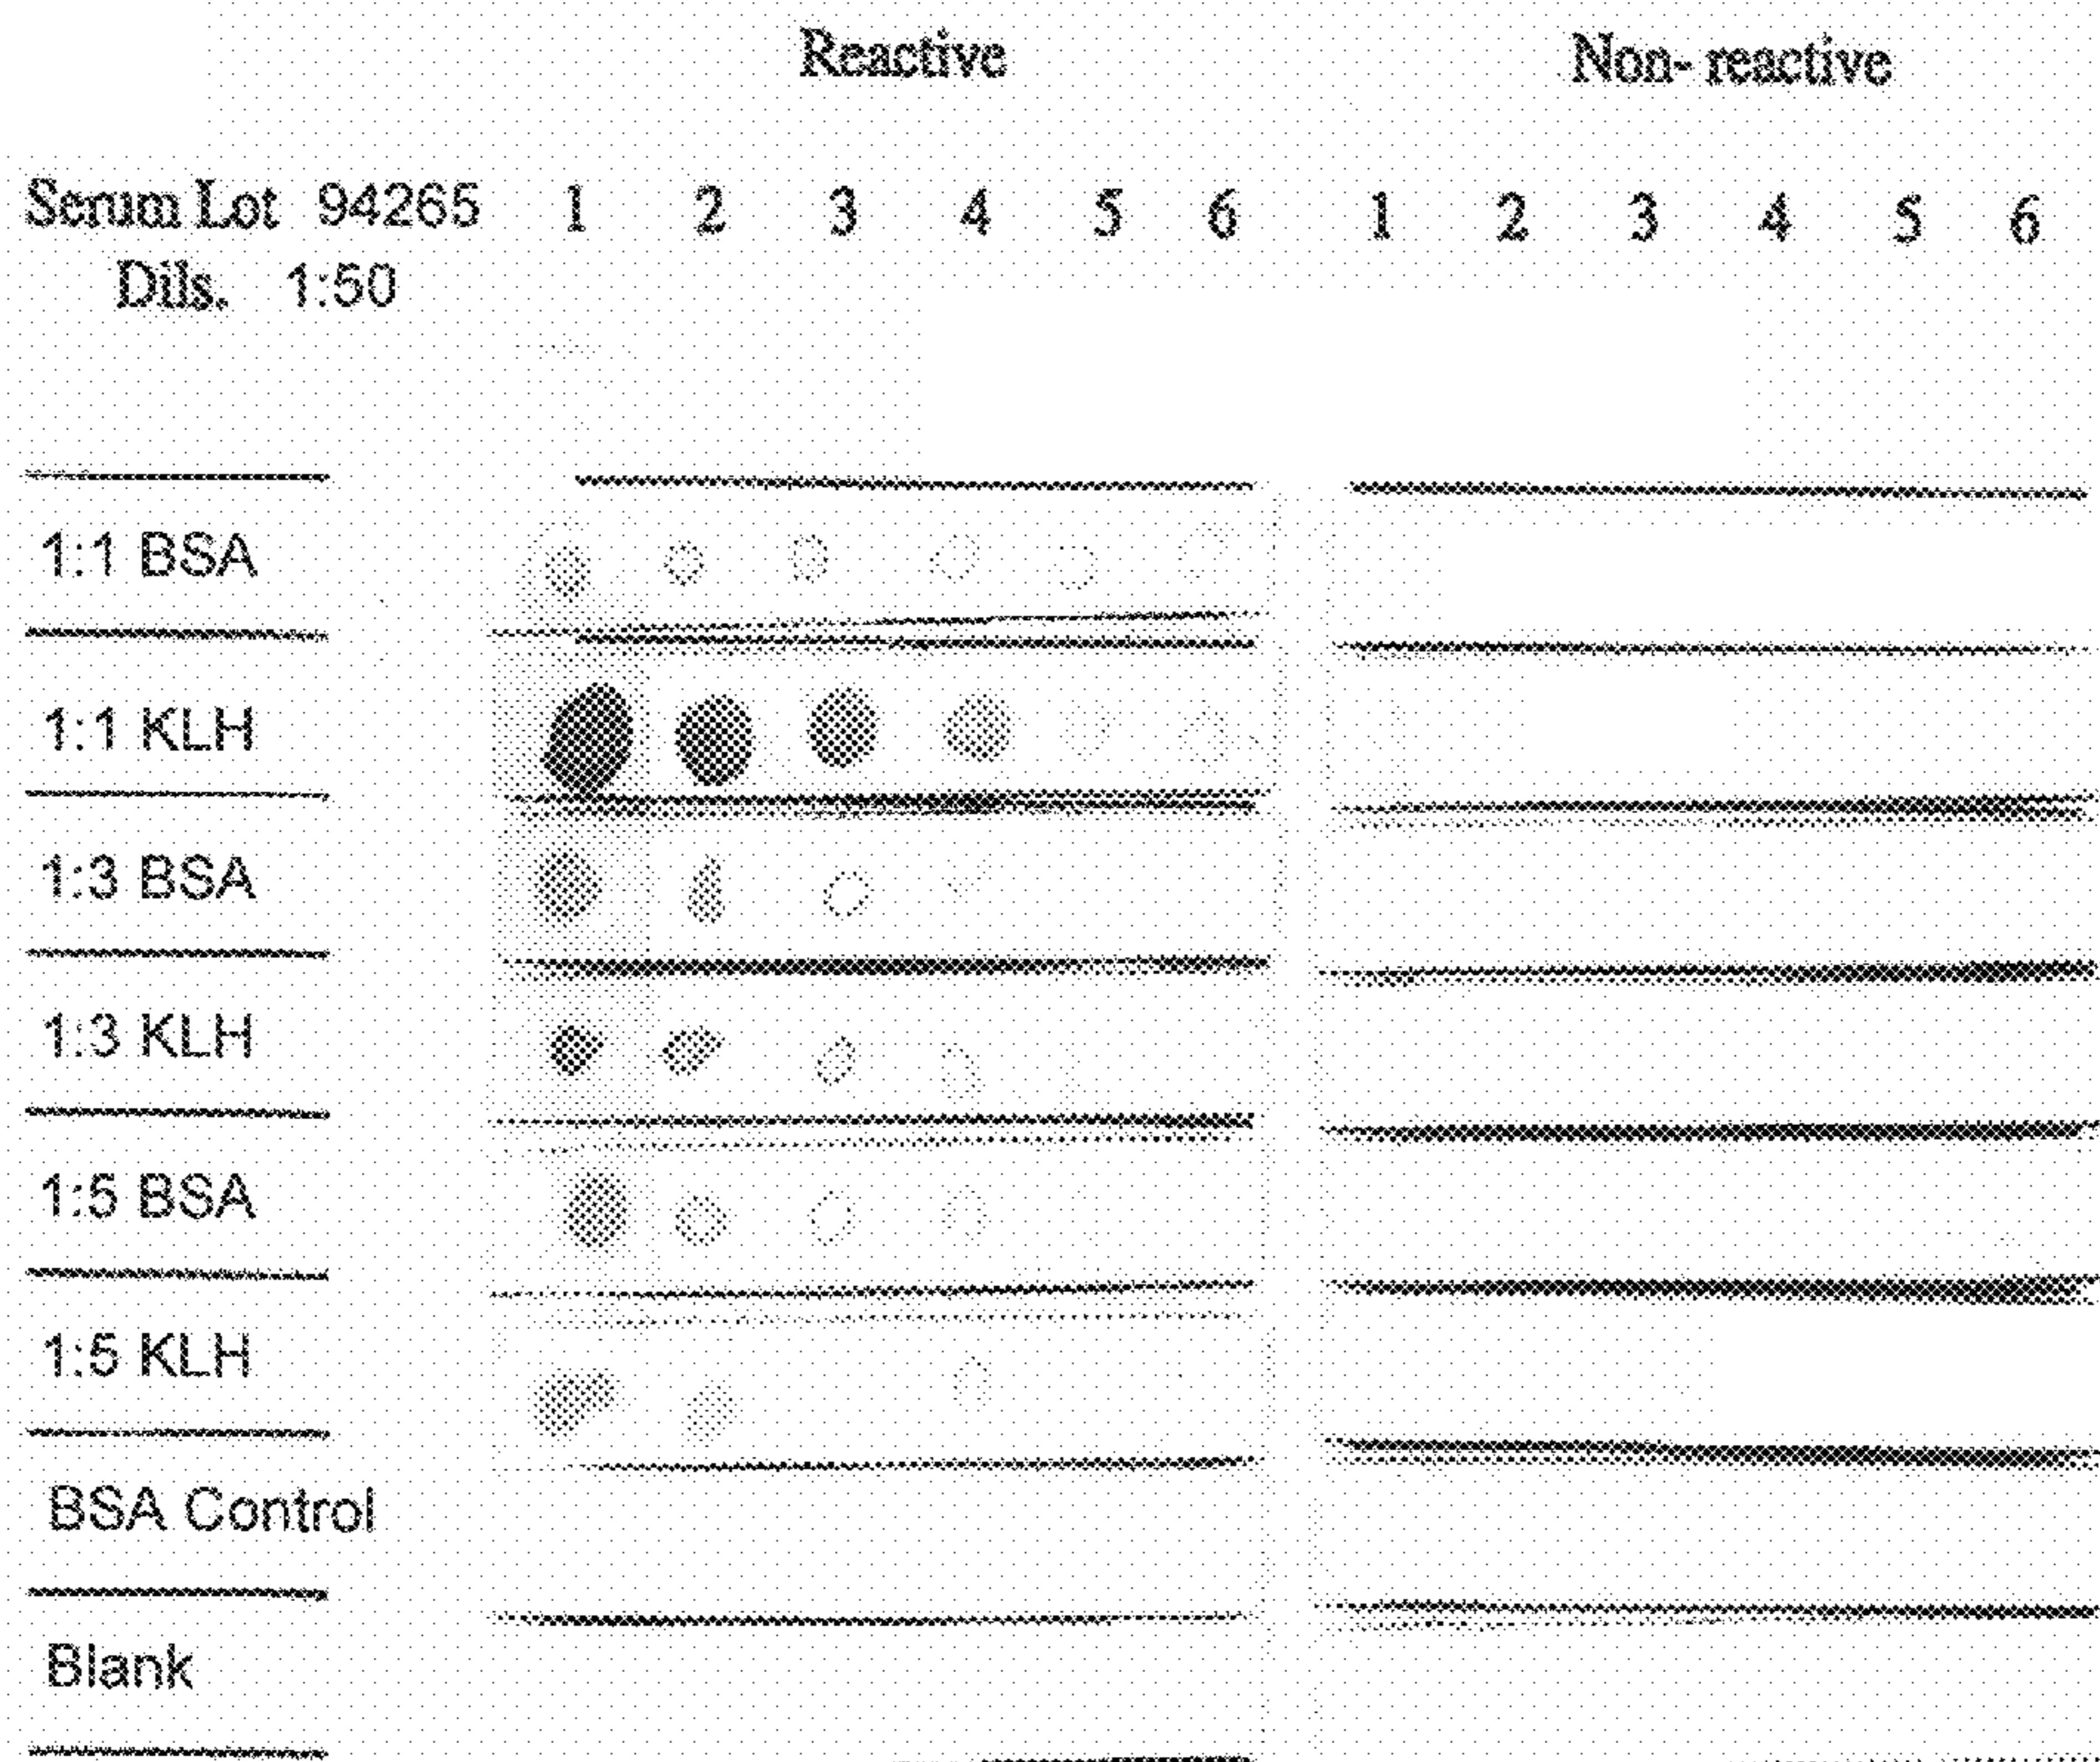 Reactive Non- reactive
Serum Lot 94265 1 2 3 4 5 6 1 2 3 4 5 6
Dils. 1:50
1:1 BSA
1:1 KLH
1:3 BSA
1:3 KLH
1:5 BSA
1:5 KLH
BSA Control
Blank